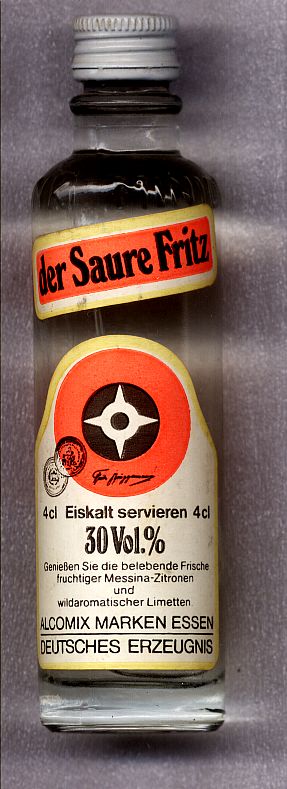 der Saure Fritz
4cl Eiskalt servieren 4cl
30 Vol.%
Genießen Sie die belebende Frische
fruchtiger Messina-Zitronen
und
wildaromatischer Limetten
ALCOMIX MARKEN ESSEN
DEUTSCHES ERZEUGNIS